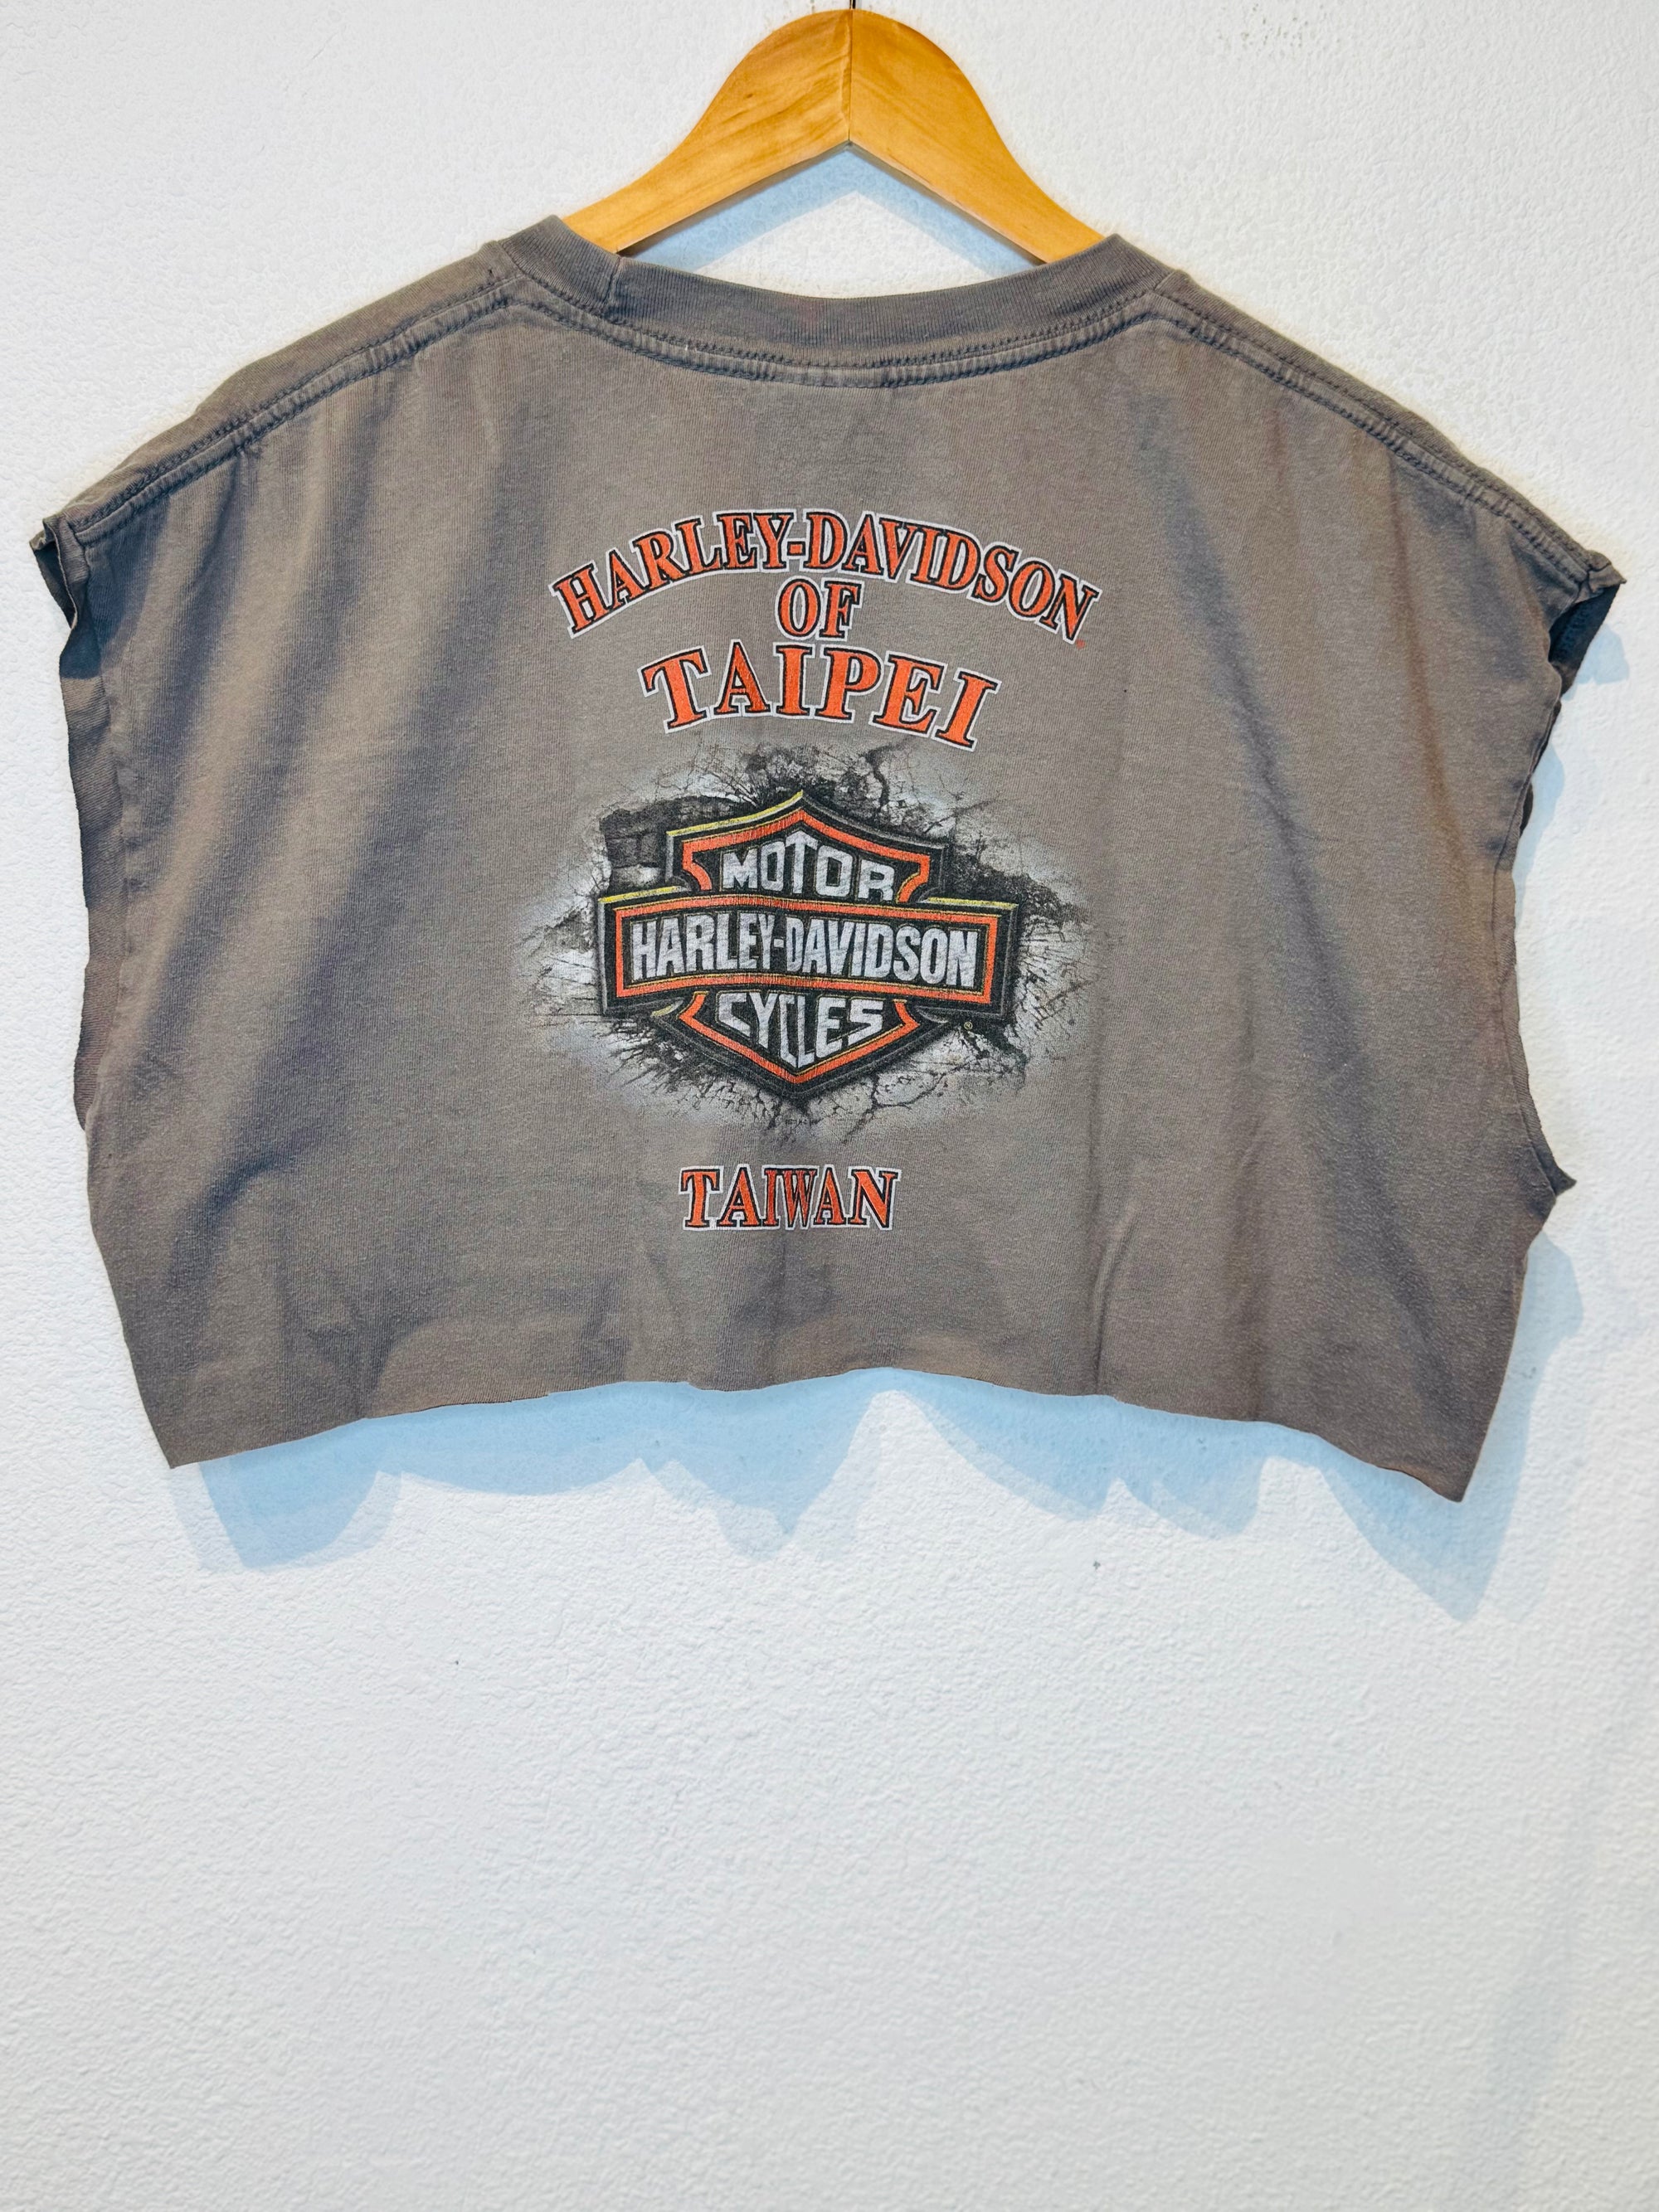 HARLEY-DAVIDSON
OF
TAIPEI
MOTOR
HARLEY-DAVIDSON
CYCLES
®
TAIWAN